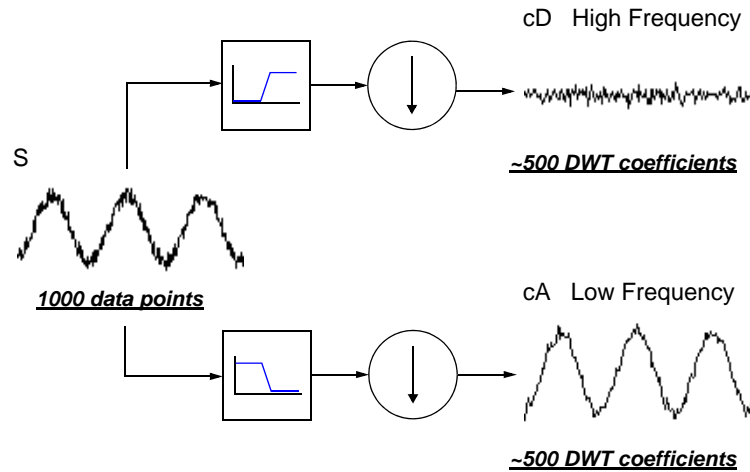 cD High Frequency
~500 DWT coefficients
S
1000 data points
cA Low Frequency
~500 DWT coefficients